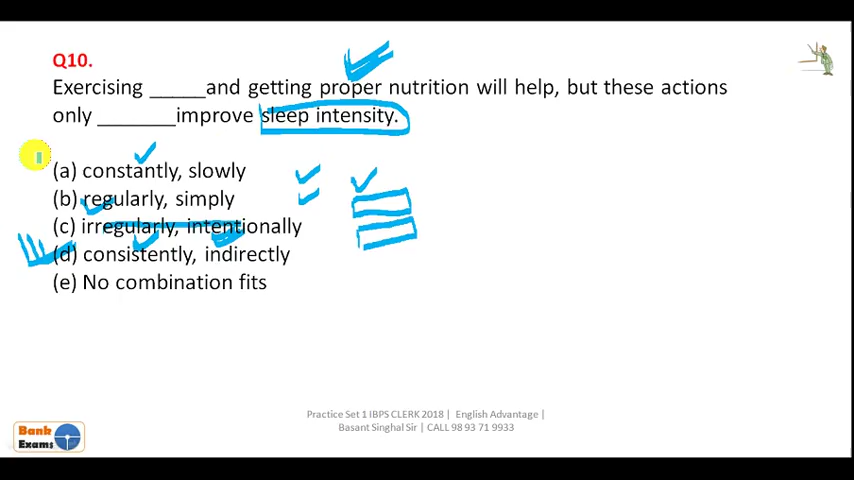 Q10.
Exercising _____and getting proper nutrition will help, but these actions
only _______improve sleep intensity.
(a) constantly, slowly
(b) regularly, simply
(c) irregularly, intentionally
(d) consistently, indirectly
(e) No combination fits
Practice Set 1 IBPS CLERK 2018 | English Advantage |
Basant Singhal Sir | CALL 98 93 71 9933
Bank
Exams